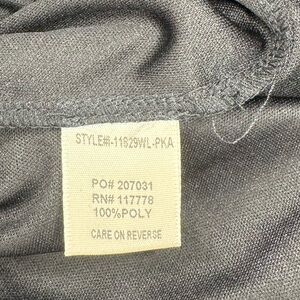 STYLE#-11829WL-PKA
PO# 207031
RN# 117778
100%POLY
CARE ON REVERSE